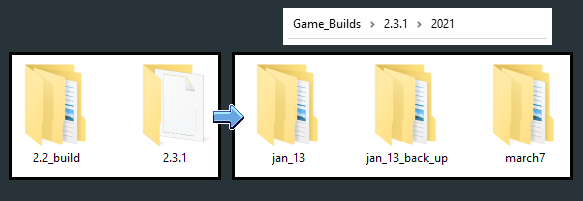 Game_Builds > 2.3.1 > 2021
2.2_build
2.3.1
jan_13
jan_13_back_up
march7